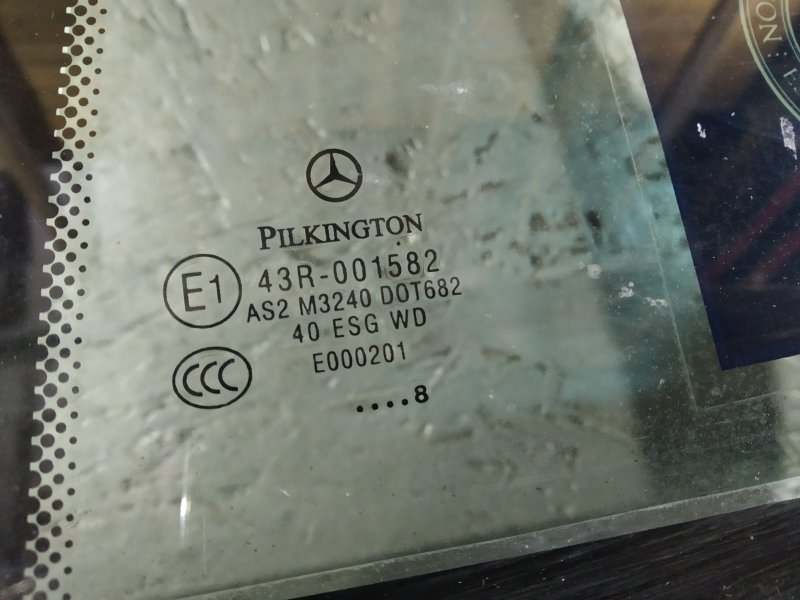 PILKINGTON
E1
43R-001582
AS2 M3240 DOT682
40 ESG WD
E000201
CCC
....8